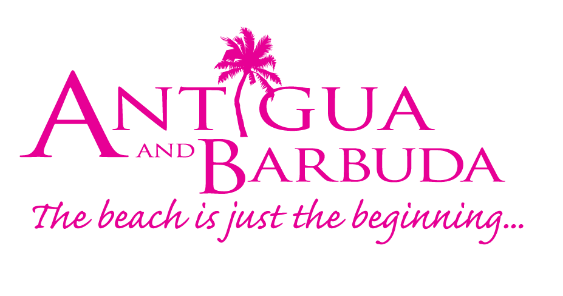 ANTIGUA
AND BARBUDA
The beach is just the beginning...